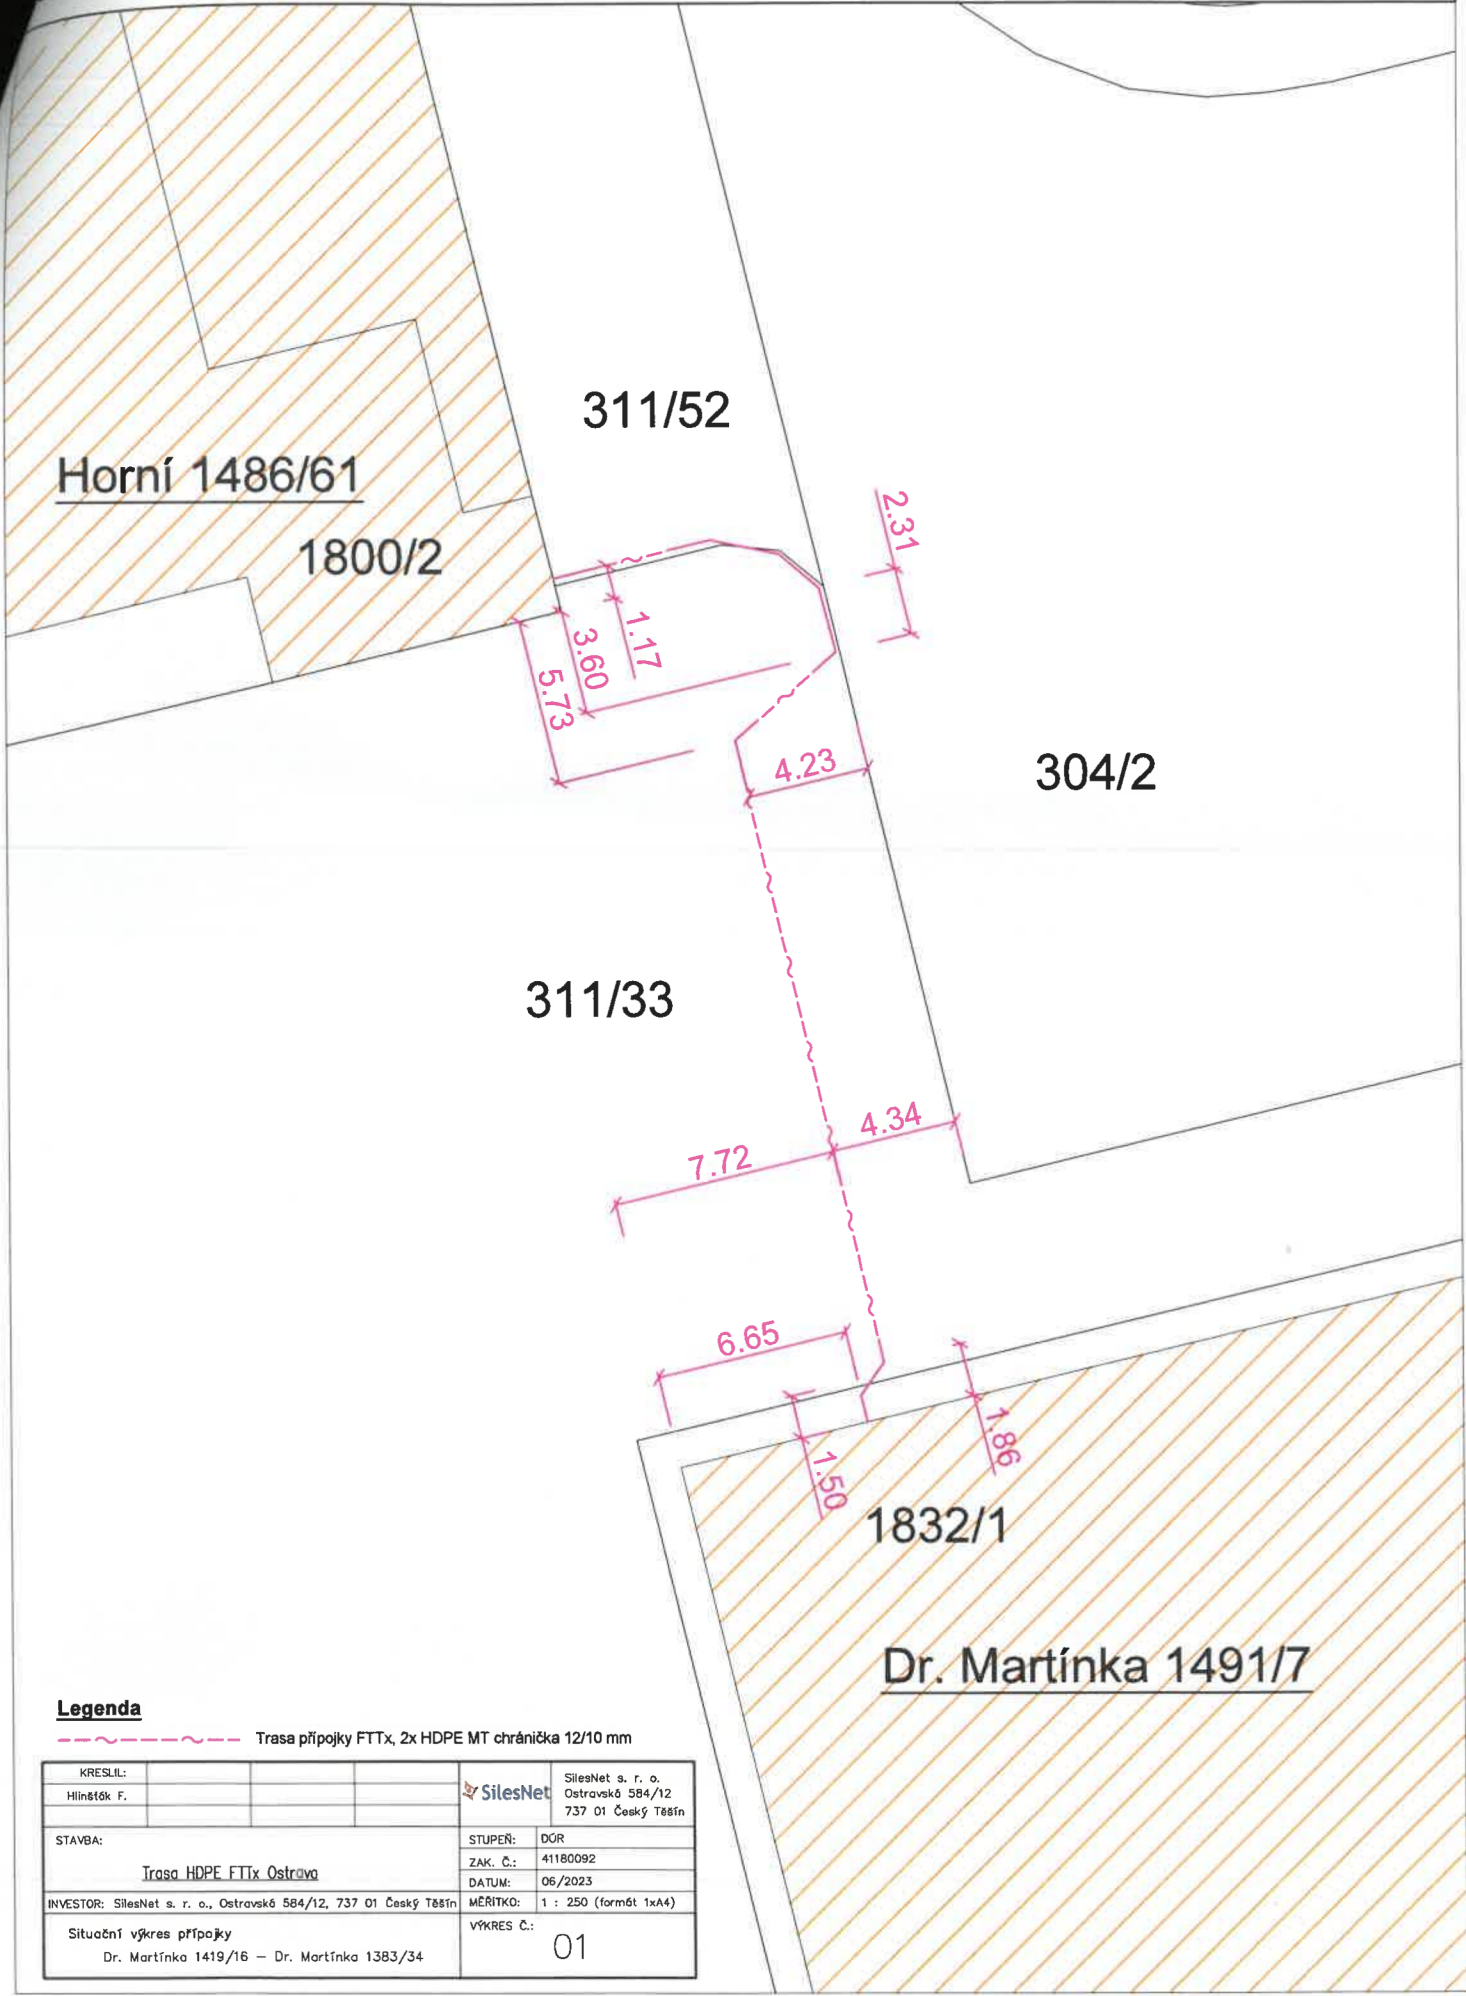 311/52
Horní 1486/61
1800/2
2.31
1.17
3.60
5.73
4.23
304/2
311/33
4.34
7.72
6.65
1.86
1.50
1832/1
Dr. Martínka 1491/7
Legenda
Trasa přípojky FTTx, 2x HDPE MT chránička 12/10 mm
KRESLIL:
Hlinšťák F.
SilesNet
SilesNet s. r. o.
Ostravská 584/12
737 01 Český Těšín
STAVBA:
Trasa HDPE FTTx Ostrava
STUPEŇ: DÚR
ZAK. Č.: 41180092
DATUM: 06/2023
INVESTOR: SilesNet s. r. o., Ostravská 584/12, 737 01 Český Těšín
MĚŘÍTKO: 1 : 250 (formát 1xA4)
Situační výkres přípojky
Dr. Martínka 1419/16 – Dr. Martínka 1383/34
VÝKRES Č.:
01